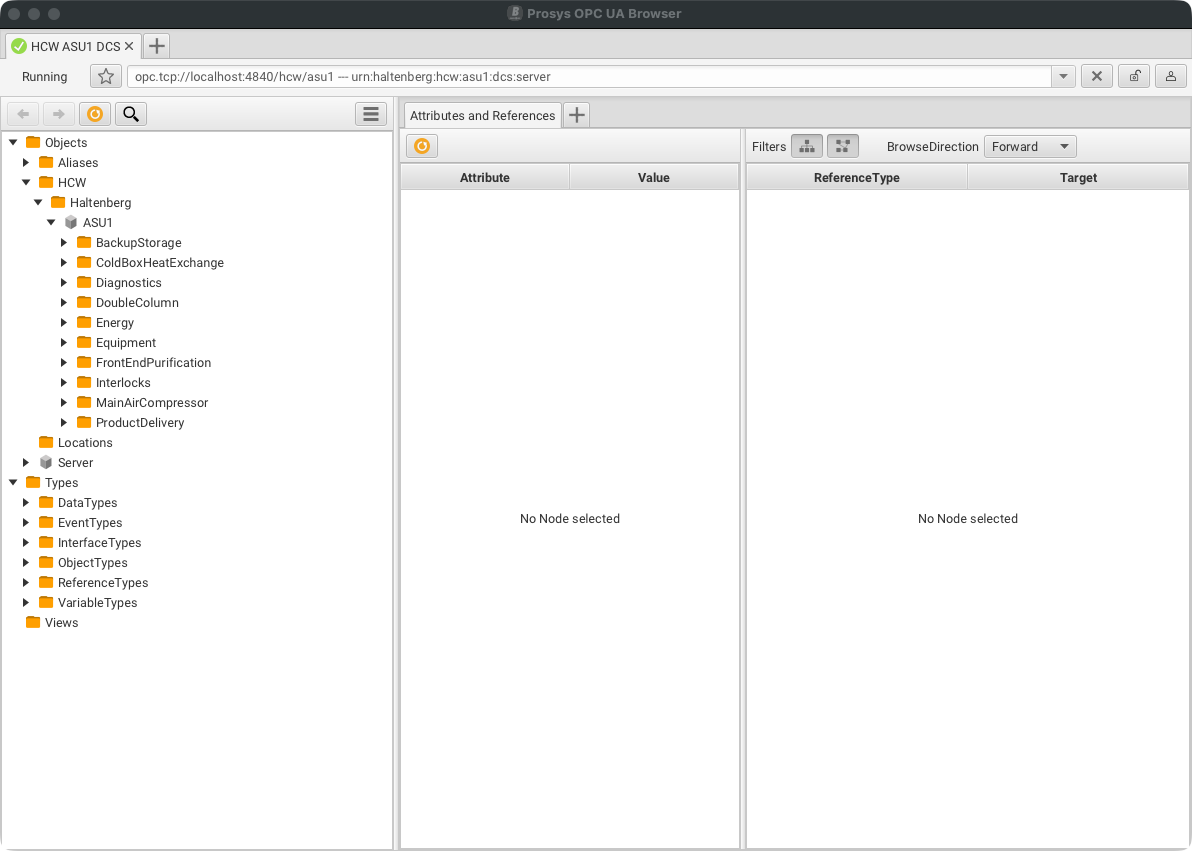 Prosys OPC UA Browser
HCW ASU1 DCS
Running
opc.tcp://localhost:4840/hcw/asu1 --- urn:haltenberg:hcw:asu1:dcs:server
Attributes and References
Filters
BrowseDirection
Forward
Attribute
Value
ReferenceType
Target
Objects
Aliases
HCW
Haltenberg
ASU1
BackupStorage
ColdBoxHeatExchange
Diagnostics
DoubleColumn
Energy
Equipment
FrontEndPurification
Interlocks
MainAirCompressor
ProductDelivery
Locations
Server
Types
DataTypes
EventTypes
InterfaceTypes
ObjectTypes
ReferenceTypes
VariableTypes
Views
No Node selected
No Node selected